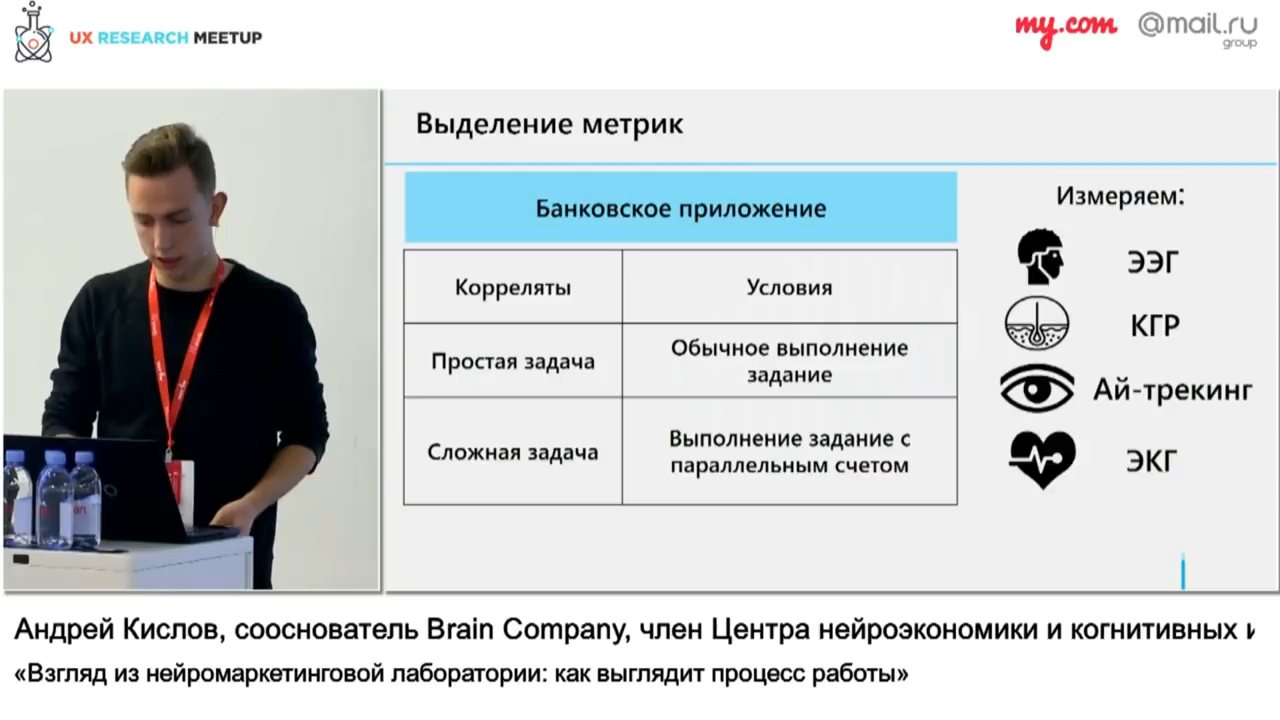 UX RESEARCH MEETUP
my.com @mail.ru
group
Выделение метрик
Банковское приложение
Корреляты Условия
Простая задача Обычное выполнение
задание
Сложная задача Выполнение задание с
параллельным счетом
Измеряем:
ЭЭГ
КГР
Ай-трекинг
ЭКГ
Андрей Кислов, сооснователь Brain Company, член Центра нейроэкономики и когнитивных
«Взгляд из нейромаркетинговой лаборатории: как выглядит процесс работы»